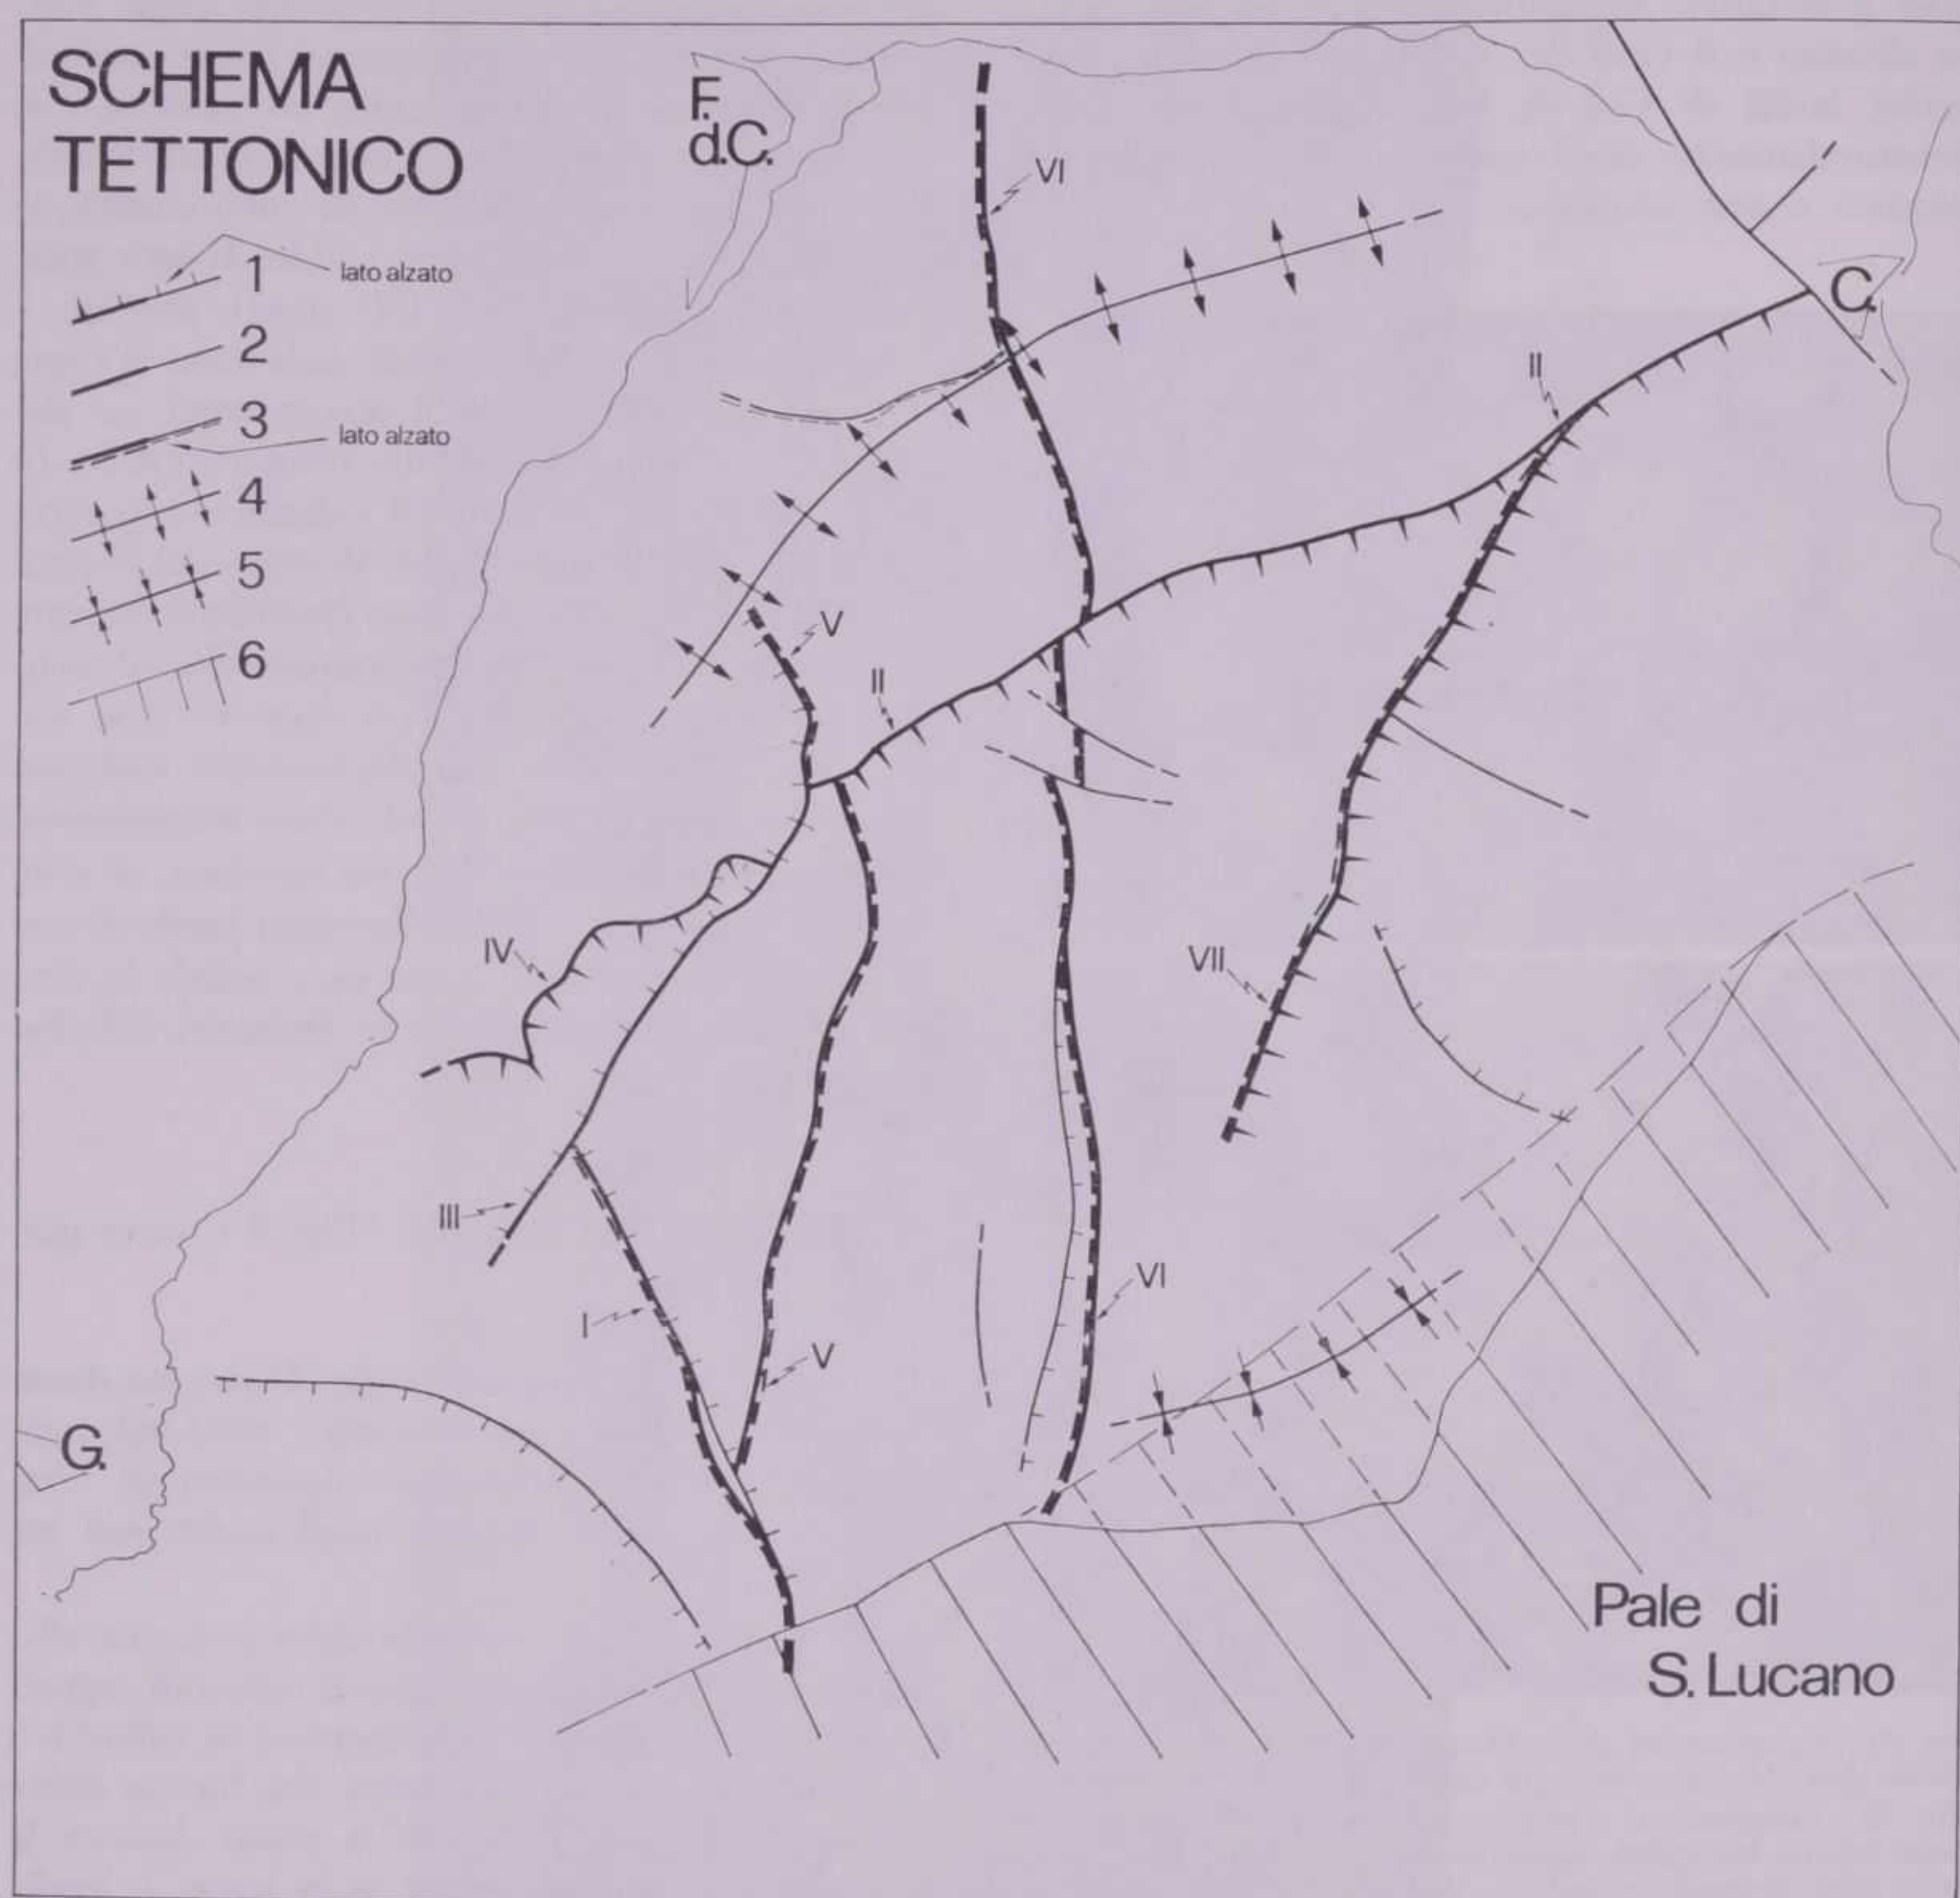 SCHEMA
TETTONICO
1
lato alzato
2
3
lato alzato
4
5
6
F.
d.C.
VI
C.
II
V
II
IV
VII
III
I
V
VI
G.
Pale di
S. Lucano